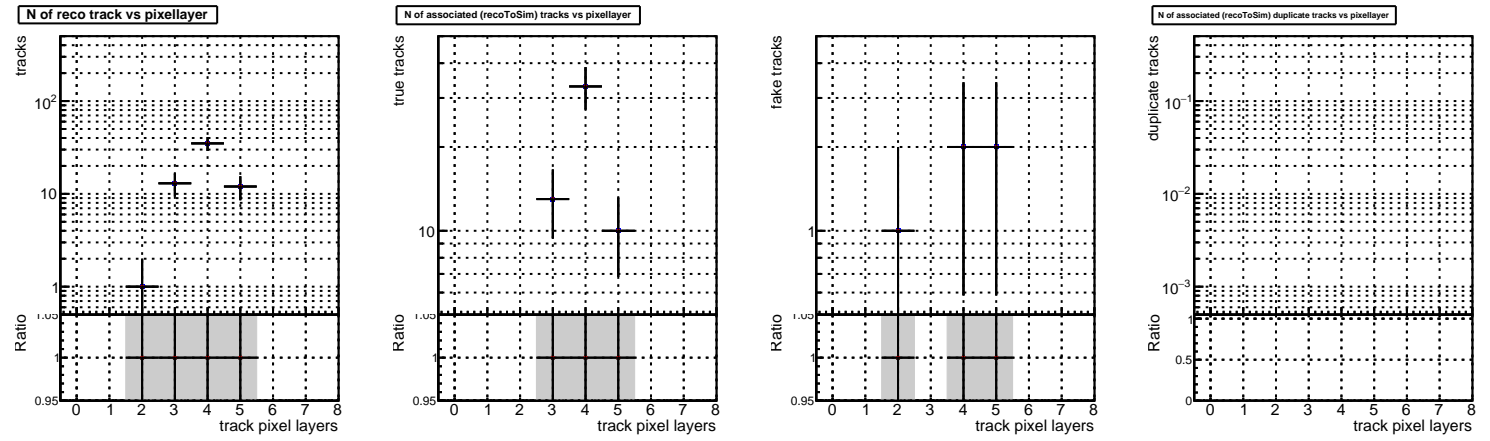 N of reco track vs pixellayer
tracks
10²
10
1
Ratio
1.05
1
0.95
0 1 2 3 4 5 6 7 8
track pixel layers
N of associated (recoToSim) tracks vs pixellayer
true tracks
10
Ratio
1.05
1
0.95
0 1 2 3 4 5 6 7 8
track pixel layers
fake tracks
1
Ratio
1.05
1
0.95
0 1 2 3 4 5 6 7 8
track pixel layers
N of associated (recoToSim) duplicate tracks vs pixellayer
duplicate tracks
10⁻¹
10⁻²
10⁻³
Ratio
1
0.5
0
0 1 2 3 4 5 6 7 8
track pixel layers